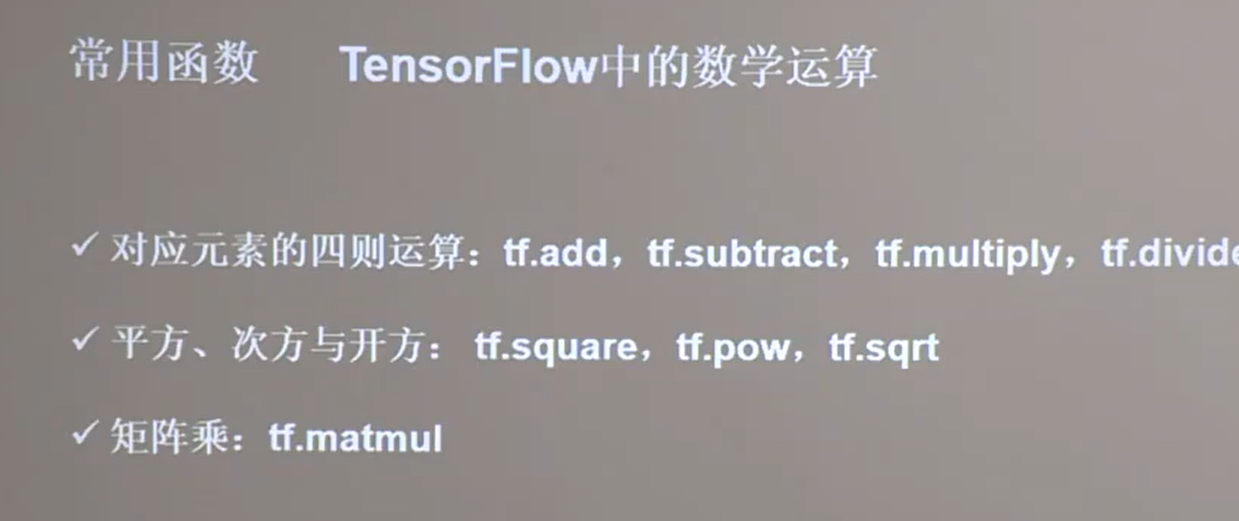 常用函数 TensorFlow中的数学运算
✓ 对应元素的四则运算：tf.add，tf.subtract，tf.multiply，tf.divide
✓ 平方、次方与开方： tf.square，tf.pow，tf.sqrt
✓ 矩阵乘：tf.matmul